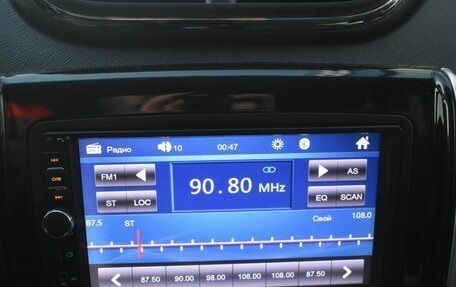 Радио 10 00:47
FM1 AS
90.80 MHz
ST LOC EQ SCAN
87.5 ST Свой 108.0
87.50 90.00 98.00 106.00 108.00 87.50